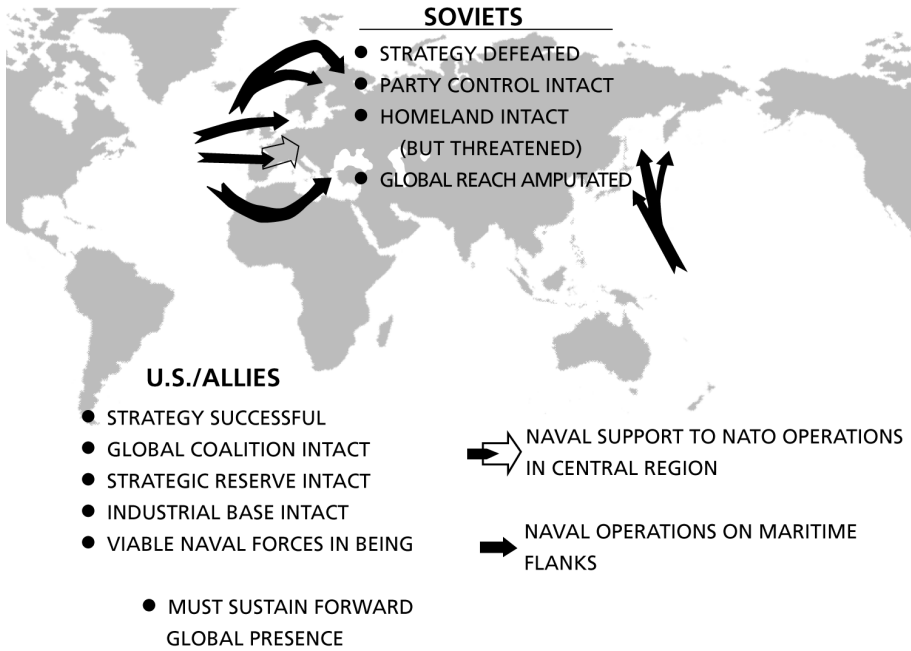 SOVIETS
● STRATEGY DEFEATED
● PARTY CONTROL INTACT
● HOMELAND INTACT
(BUT THREATENED)
● GLOBAL REACH AMPUTATED
U.S./ALLIES
● STRATEGY SUCCESSFUL
● GLOBAL COALITION INTACT
● STRATEGIC RESERVE INTACT
● INDUSTRIAL BASE INTACT
● VIABLE NAVAL FORCES IN BEING
● MUST SUSTAIN FORWARD
GLOBAL PRESENCE
NAVAL SUPPORT TO NATO OPERATIONS
IN CENTRAL REGION
NAVAL OPERATIONS ON MARITIME
FLANKS